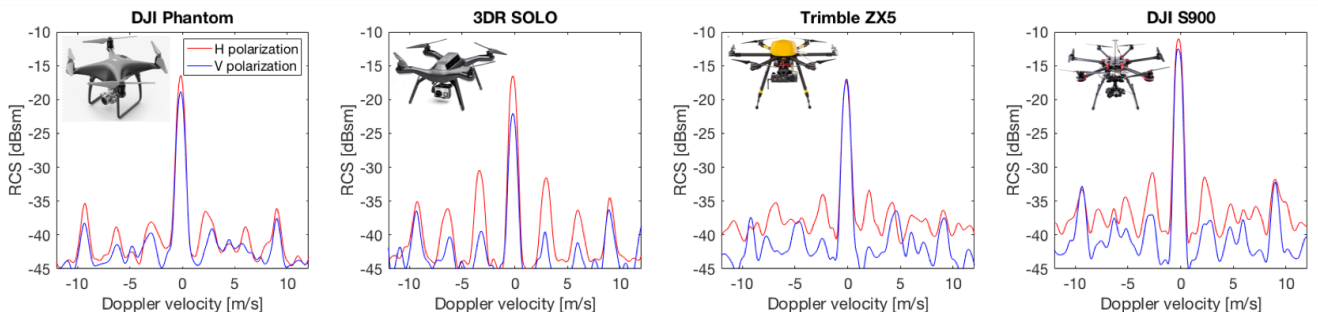 DJI Phantom
-10
-15
-20
-25
-30
-35
-40
-45
RCS [dBsm]
H polarization
V polarization
-10 -5 0 5 10
Doppler velocity [m/s]
3DR SOLO
-10
-15
-20
-25
-30
-35
-40
-45
RCS [dBsm]
-10 -5 0 5 10
Doppler velocity [m/s]
Trimble ZX5
-10
-15
-20
-25
-30
-35
-40
-45
RCS [dBsm]
-10 -5 0 5 10
Doppler velocity [m/s]
DJI S900
-10
-15
-20
-25
-30
-35
-40
-45
RCS [dBsm]
-10 -5 0 5 10
Doppler velocity [m/s]